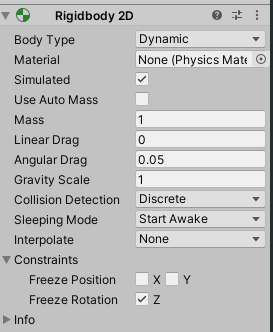 Rigidbody 2D
Body Type Dynamic
Material None (Physics Mate
Simulated
Use Auto Mass
Mass 1
Linear Drag 0
Angular Drag 0.05
Gravity Scale 1
Collision Detection Discrete
Sleeping Mode Start Awake
Interpolate None
Constraints
Freeze Position X Y
Freeze Rotation Z
Info